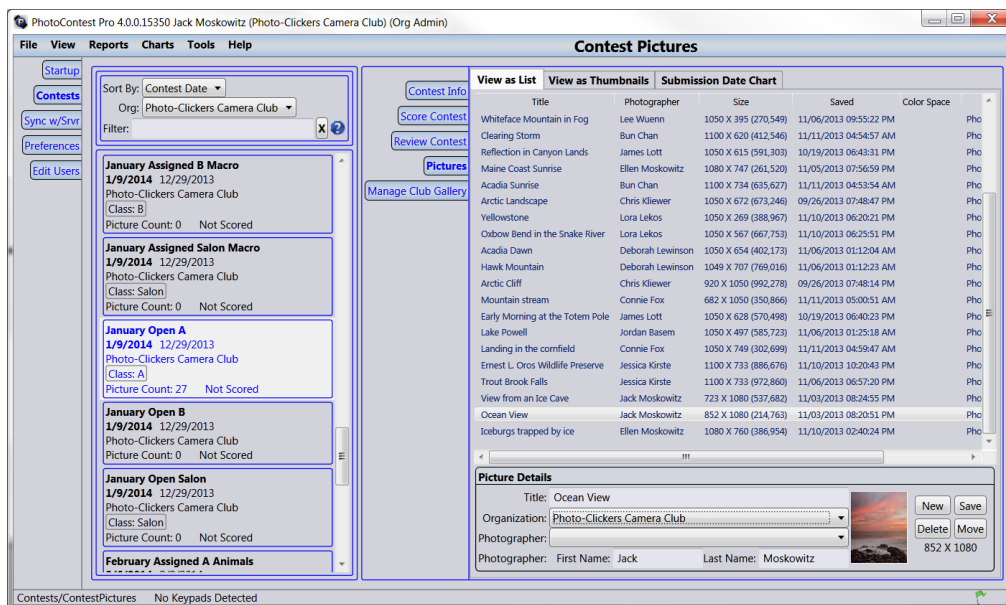 PhotoContest Pro 4.0.0.15350 Jack Moskowitz (Photo-Clickers Camera Club) (Org Admin)
File View Reports Charts Tools Help
Contest Pictures
Startup
Contests
Sync w/Srvr
Preferences
Edit Users
Sort By: Contest Date
Org: Photo-Clickers Camera Club
Filter: X ?
January Assigned B Macro
1/9/2014 12/29/2013
Photo-Clickers Camera Club
Class: B
Picture Count: 0 Not Scored
January Assigned Salon Macro
1/9/2014 12/29/2013
Photo-Clickers Camera Club
Class: Salon
Picture Count: 0 Not Scored
January Open A
1/9/2014 12/29/2013
Photo-Clickers Camera Club
Class: A
Picture Count: 27 Not Scored
January Open B
1/9/2014 12/29/2013
Photo-Clickers Camera Club
Class: B
Picture Count: 0 Not Scored
January Open Salon
1/9/2014 12/29/2013
Photo-Clickers Camera Club
Class: Salon
Picture Count: 0 Not Scored
February Assigned A Animals
Contest Info
Score Contest
Review Contest
Pictures
Manage Club Gallery
View as List View as Thumbnails Submission Date Chart
Title Photographer Size Saved Color Space
Whiteface Mountain in Fog Lee Wuenn 1050 X 395 (270,549) 11/06/2013 09:55:22 PM Pho
Clearing Storm Bun Chan 1100 X 620 (412,546) 11/11/2013 04:54:57 AM Pho
Reflection in Canyon Lands James Lott 1050 X 615 (591,303) 10/19/2013 06:43:31 PM Pho
Maine Coast Sunrise Ellen Moskowitz 1080 X 747 (261,520) 11/05/2013 07:56:59 PM Pho
Acadia Sunrise Bun Chan 1100 X 734 (635,627) 11/11/2013 04:53:54 AM Pho
Arctic Landscape Chris Kliewer 1050 X 672 (673,246) 09/26/2013 07:48:47 PM Pho
Yellowstone Lora Lekos 1050 X 269 (388,967) 11/10/2013 06:20:21 PM Pho
Oxbow Bend in the Snake River Lora Lekos 1050 X 567 (667,753) 11/10/2013 06:25:51 PM Pho
Acadia Dawn Deborah Lewinson 1050 X 654 (402,173) 11/06/2013 01:12:04 AM Pho
Hawk Mountain Deborah Lewinson 1049 X 707 (769,016) 11/06/2013 01:12:23 AM Pho
Arctic Cliff Chris Kliewer 920 X 1050 (992,278) 09/26/2013 07:48:14 PM Pho
Mountain stream Connie Fox 682 X 1050 (350,866) 11/11/2013 05:00:51 AM Pho
Early Morning at the Totem Pole James Lott 1050 X 628 (570,498) 10/19/2013 06:40:23 PM Pho
Lake Powell Jordan Basem 1050 X 497 (585,723) 11/06/2013 01:25:18 AM Pho
Landing in the cornfield Connie Fox 1050 X 749 (302,699) 11/11/2013 04:59:47 AM Pho
Ernest L. Oros Wildlife Preserve Jessica Kirste 1100 X 733 (886,676) 11/10/2013 10:20:43 PM Pho
Trout Brook Falls Jessica Kirste 1100 X 733 (972,860) 11/06/2013 06:57:20 PM Pho
View from an Ice Cave Jack Moskowitz 723 X 1080 (537,682) 11/03/2013 08:24:55 PM Pho
Ocean View Jack Moskowitz 852 X 1080 (214,763) 11/03/2013 08:20:51 PM Pho
Iceburgs trapped by ice Ellen Moskowitz 1080 X 760 (386,954) 11/10/2013 02:40:24 PM Pho
Picture Details
Title: Ocean View
Organization: Photo-Clickers Camera Club
Photographer:
Photographer: First Name: Jack Last Name: Moskowitz
New Save
Delete Move
852 X 1080
Contests/ContestPictures No Keypads Detected